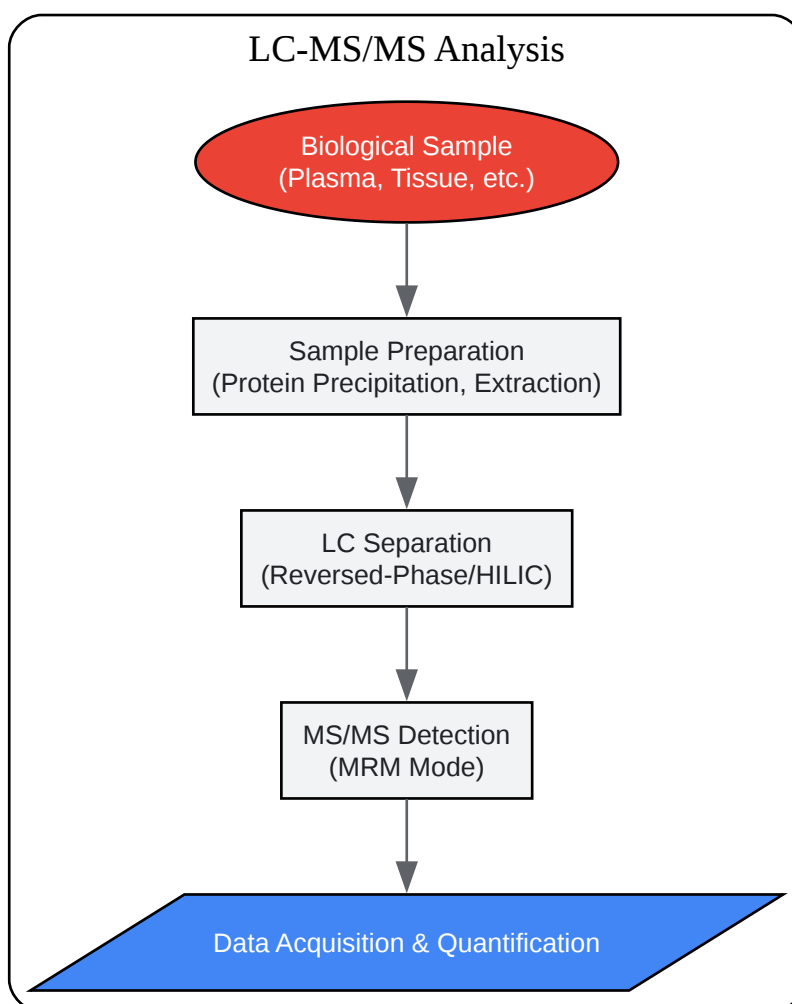 LC-MS/MS Analysis
Biological Sample
(Plasma, Tissue, etc.)
Sample Preparation
(Protein Precipitation, Extraction)
LC Separation
(Reversed-Phase/HILIC)
MS/MS Detection
(MRM Mode)
Data Acquisition & Quantification